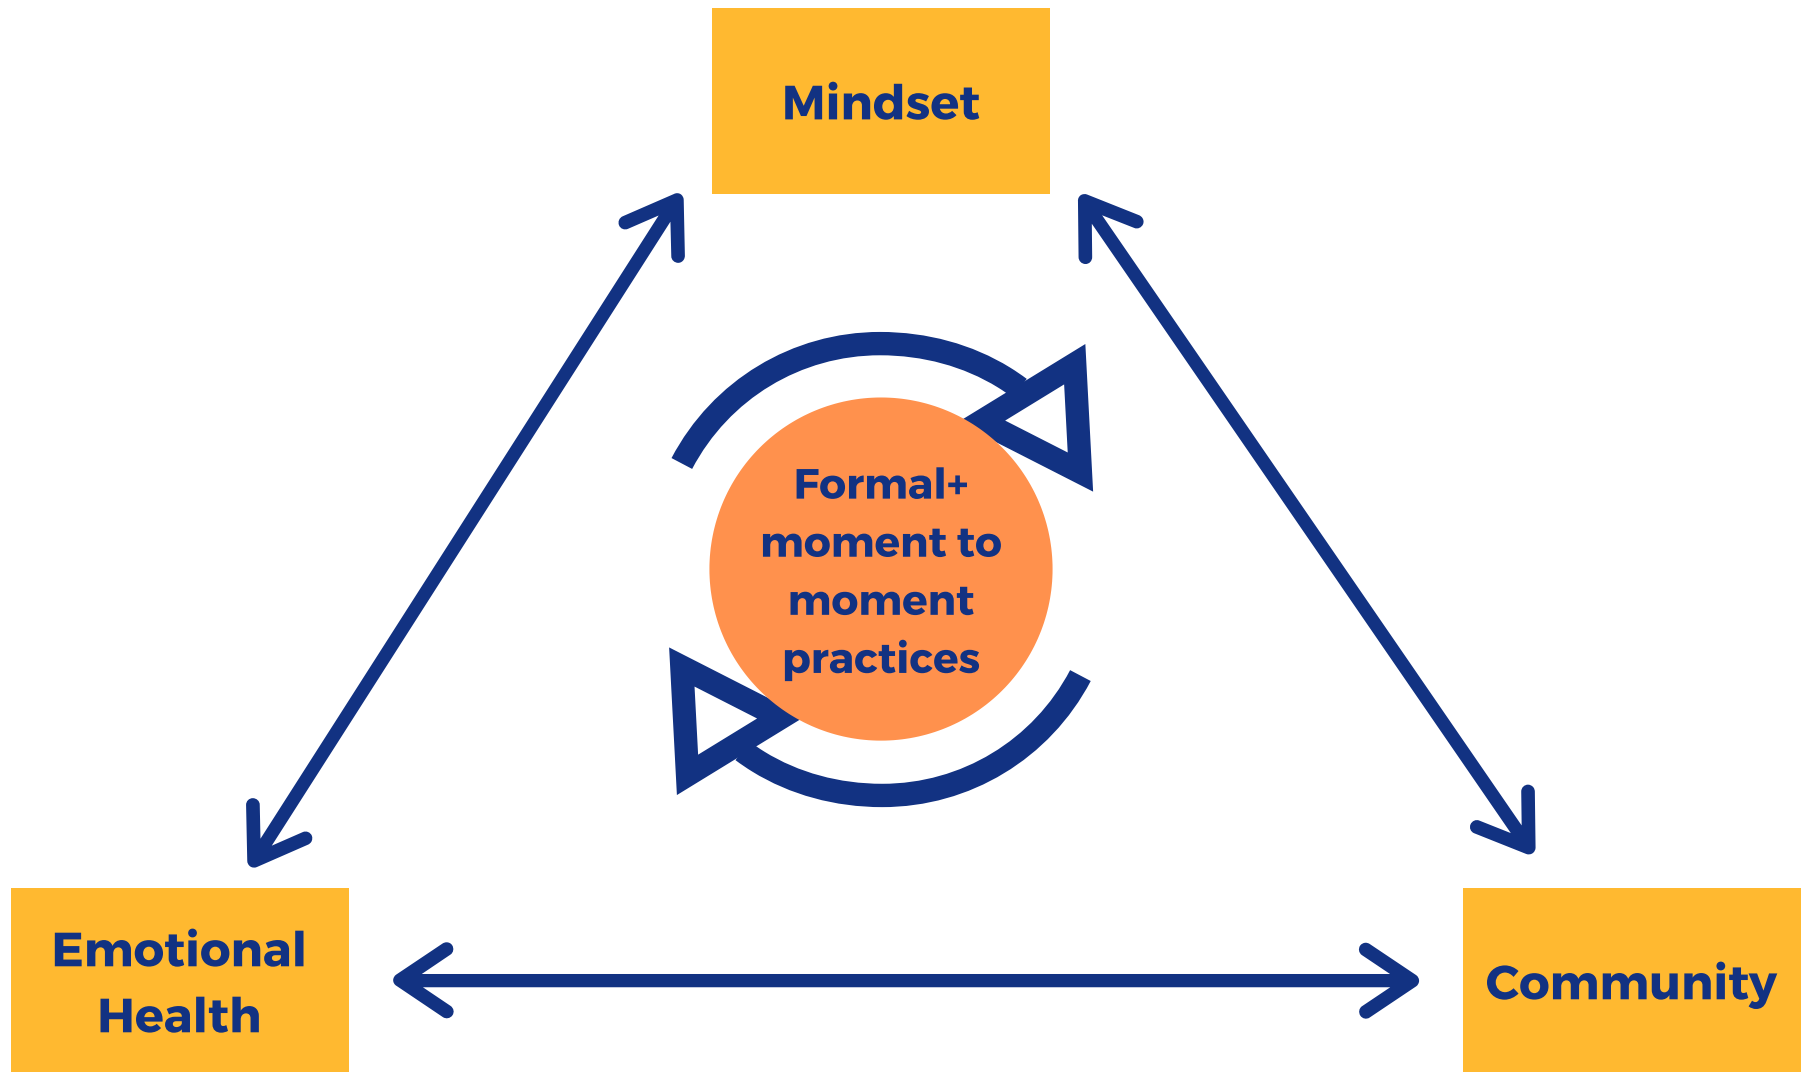 Mindset
Formal+
moment to
moment
practices
Emotional
Health
Community